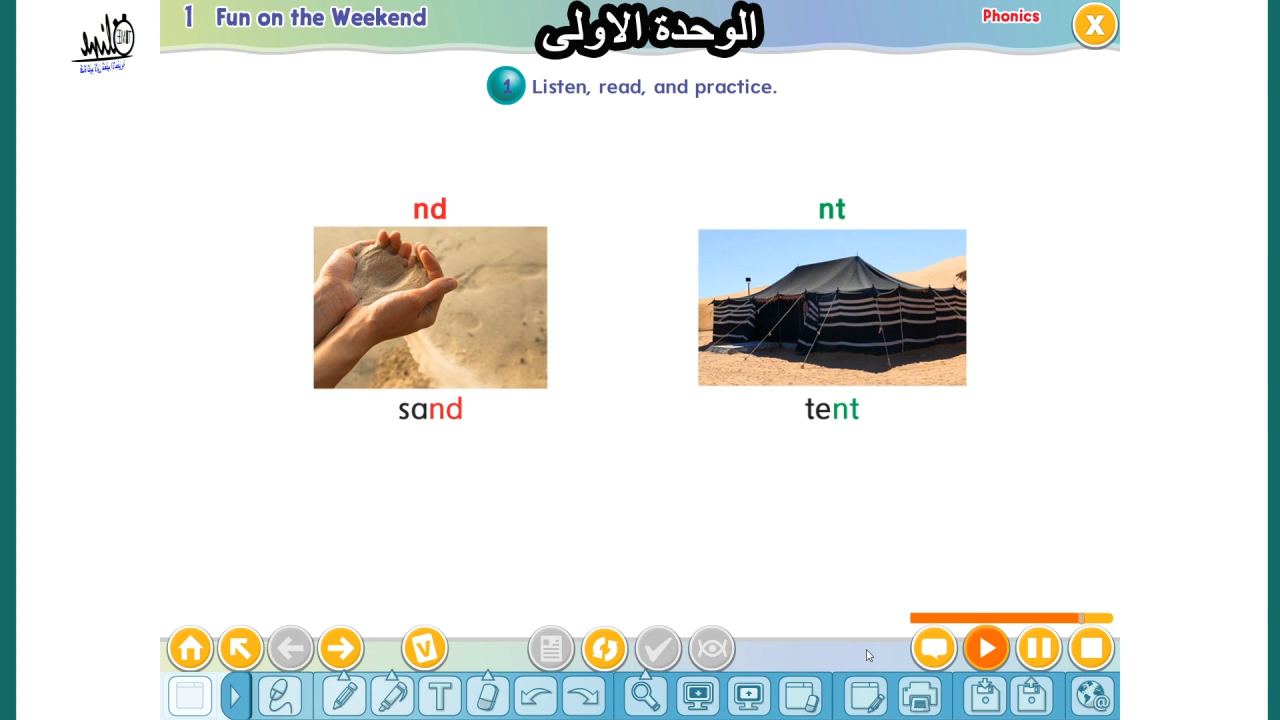 1 Fun on the Weekend
الوحدة الاولى
Phonics
X
1 Listen, read, and practice.
nd
nt
sand
tent
V
T